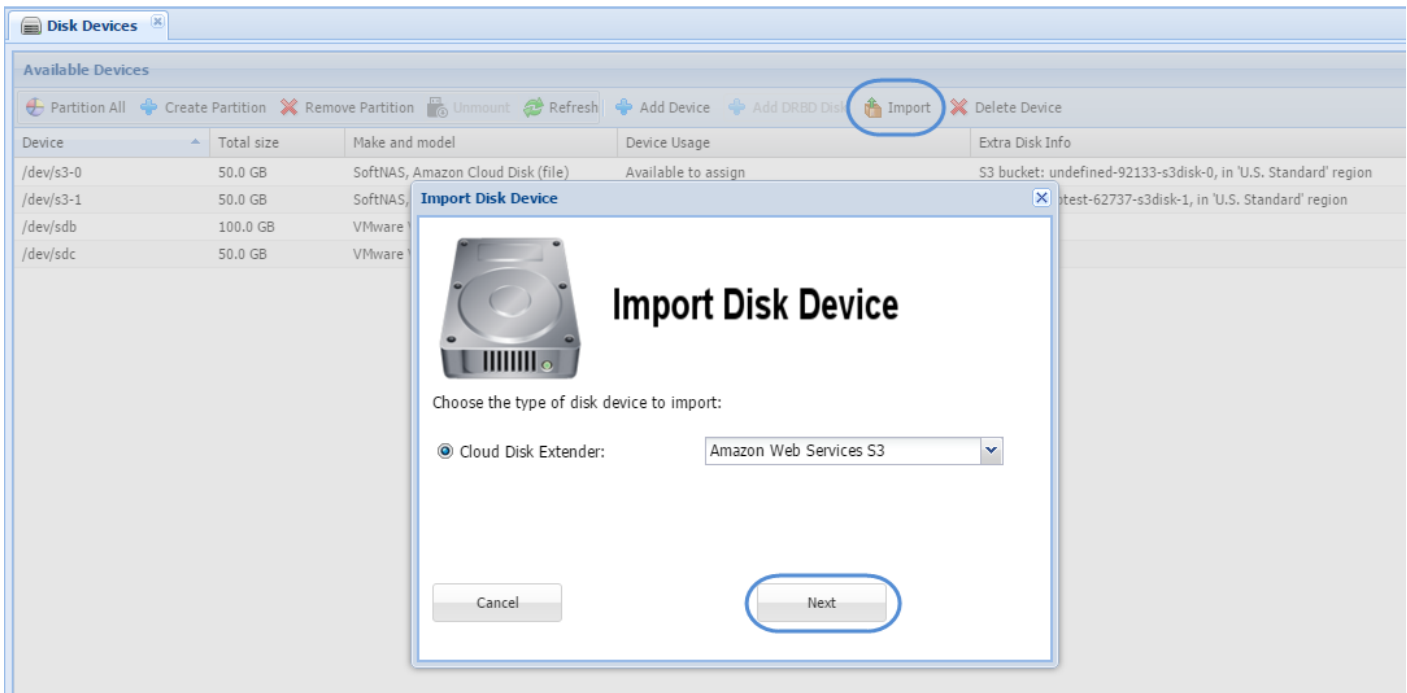 Disk Devices
Available Devices
Partition All Create Partition Remove Partition Unmount Refresh Add Device Add DRBD Disk Import Delete Device
Device Total size Make and model Device Usage Extra Disk Info
/dev/s3-0 50.0 GB SoftNAS, Amazon Cloud Disk (file) Available to assign S3 bucket: undefined-92133-s3disk-0, in 'U.S. Standard' region
/dev/s3-1 50.0 GB SoftNAS, -62737-s3disk-1, in 'U.S. Standard' region
/dev/sdb 100.0 GB VMware
/dev/sdc 50.0 GB VMware
Import Disk Device
Import Disk Device
Choose the type of disk device to import:
Cloud Disk Extender: Amazon Web Services S3
Cancel Next